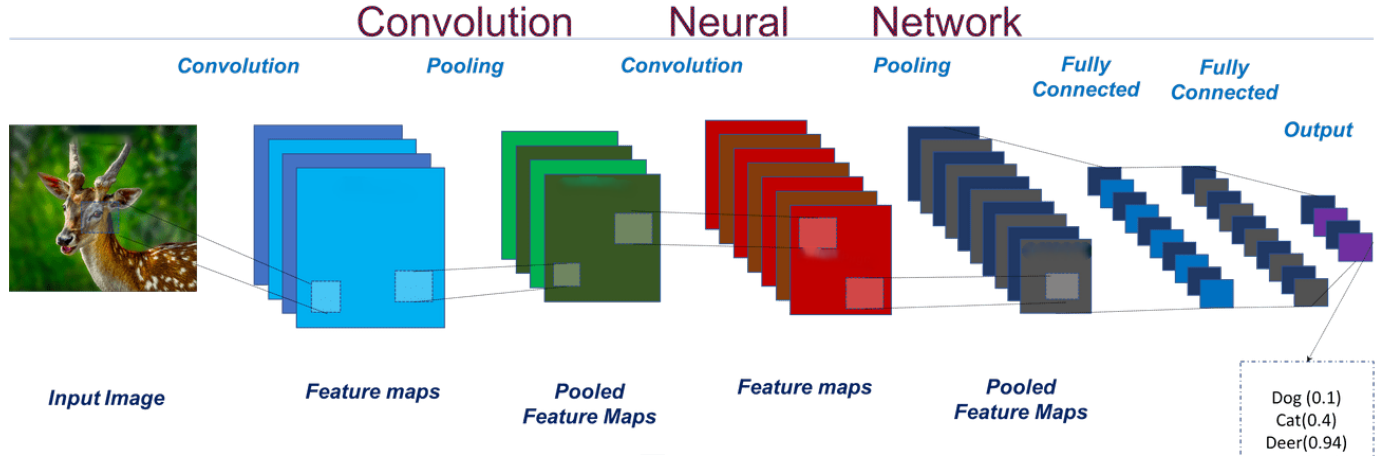 Convolution Neural Network
Convolution
Pooling
Convolution
Pooling
Fully
Connected
Fully
Connected
Output
Input Image
Feature maps
Pooled
Feature Maps
Feature maps
Pooled
Feature Maps
Dog (0.1)
Cat(0.4)
Deer(0.94)